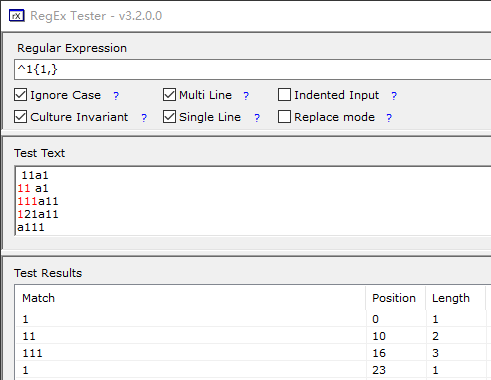 rX RegEx Tester - v3.2.0.0
Regular Expression
^1{1,}
Ignore Case ? Multi Line ? Indented Input ?
Culture Invariant ? Single Line ? Replace mode ?
Test Text
11a1
11 a1
111a11
121a11
a111
Test Results
Match Position Length
1 0 1
11 10 2
111 16 3
1 23 1